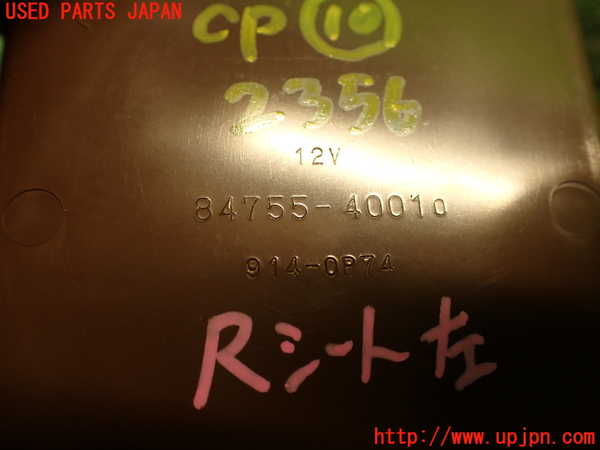 USED PARTS JAPAN
CP 10
2356
12V
84755-40010
914-0P74
Rシート左
http://www.upjpn.com/